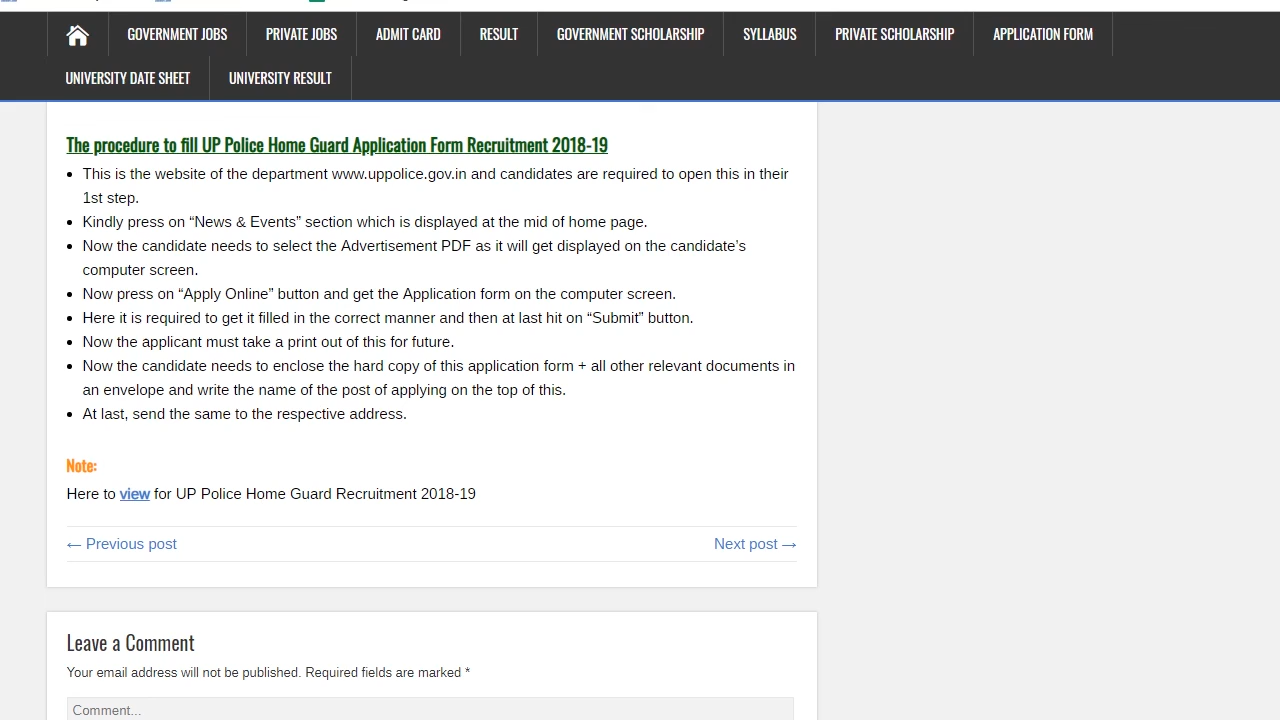 GOVERNMENT JOBS PRIVATE JOBS ADMIT CARD RESULT GOVERNMENT SCHOLARSHIP SYLLABUS PRIVATE SCHOLARSHIP APPLICATION FORM
UNIVERSITY DATE SHEET UNIVERSITY RESULT
The procedure to fill UP Police Home Guard Application Form Recruitment 2018-19
• This is the website of the department www.uppolice.gov.in and candidates are required to open this in their
1st step.
• Kindly press on “News & Events” section which is displayed at the mid of home page.
• Now the candidate needs to select the Advertisement PDF as it will get displayed on the candidate’s
computer screen.
• Now press on “Apply Online” button and get the Application form on the computer screen.
• Here it is required to get it filled in the correct manner and then at last hit on “Submit” button.
• Now the applicant must take a print out of this for future.
• Now the candidate needs to enclose the hard copy of this application form + all other relevant documents in
an envelope and write the name of the post of applying on the top of this.
• At last, send the same to the respective address.
Note:
Here to view for UP Police Home Guard Recruitment 2018-19
← Previous post Next post →
Leave a Comment
Your email address will not be published. Required fields are marked *
Comment...